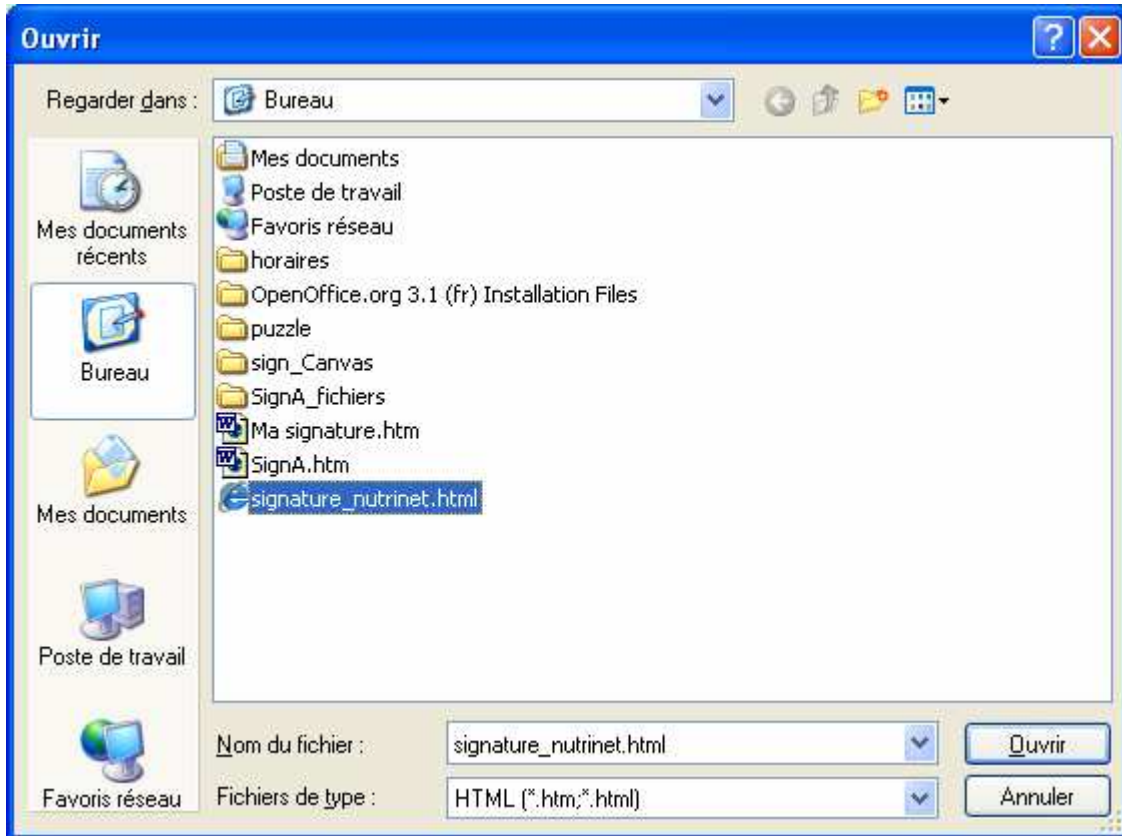 Ouvrir
Regarder dans :
Bureau
Mes documents
récents
Bureau
Mes documents
Poste de travail
Favoris réseau
Mes documents
Poste de travail
Favoris réseau
horaires
OpenOffice.org 3.1 (fr) Installation Files
puzzle
sign_Canvas
SignA_fichiers
Ma signature.htm
SignA.htm
signature_nutrinet.html
Nom du fichier :
signature_nutrinet.html
Ouvrir
Fichiers de type :
HTML (*.htm;*.html)
Annuler